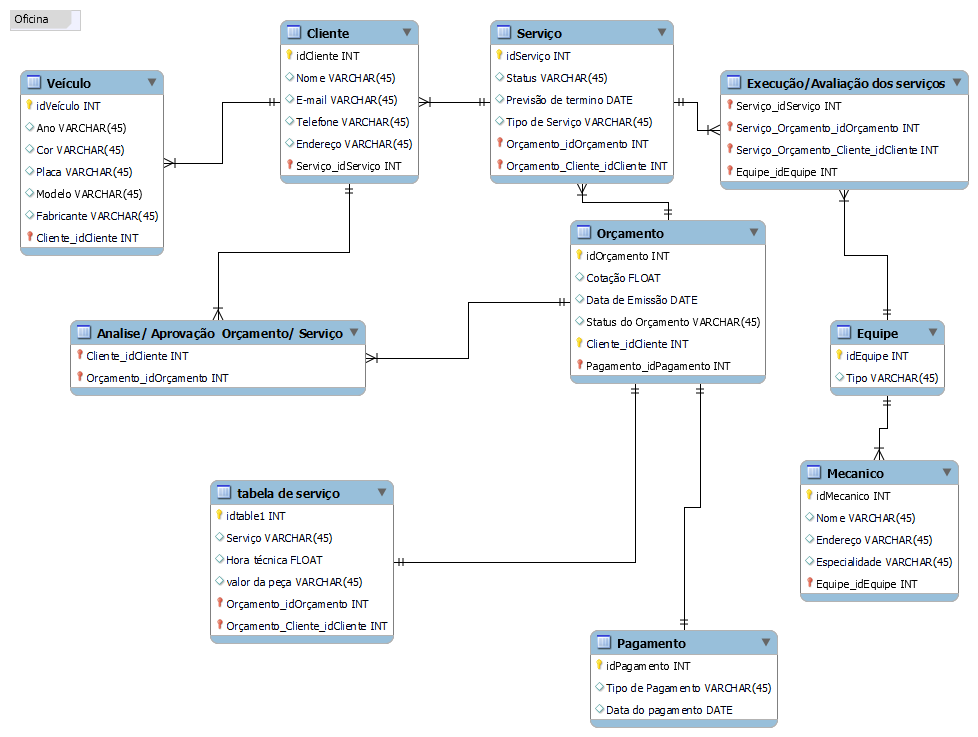 Oficina
Veículo
idVeículo INT
Ano VARCHAR(45)
Cor VARCHAR(45)
Placa VARCHAR(45)
Modelo VARCHAR(45)
Fabricante VARCHAR(45)
Cliente_idCliente INT
Cliente
idCliente INT
Nome VARCHAR(45)
E-mail VARCHAR(45)
Telefone VARCHAR(45)
Endereço VARCHAR(45)
Serviço_idServiço INT
Serviço
idServiço INT
Status VARCHAR(45)
Previsão de termino DATE
Tipo de Serviço VARCHAR(45)
Orçamento_idOrçamento INT
Orçamento_Cliente_idCliente INT
Execução/Avaliação dos serviços
Serviço_idServiço INT
Serviço_Orçamento_idOrçamento INT
Serviço_Orçamento_Cliente_idCliente INT
Equipe_idEquipe INT
Orçamento
idOrçamento INT
Cotação FLOAT
Data de Emissão DATE
Status do Orçamento VARCHAR(45)
Cliente_idCliente INT
Pagamento_idPagamento INT
Analise/ Aprovação Orçamento/ Serviço
Cliente_idCliente INT
Orçamento_idOrçamento INT
Equipe
idEquipe INT
Tipo VARCHAR(45)
Mecanico
idMecanico INT
Nome VARCHAR(45)
Endereço VARCHAR(45)
Especialidade VARCHAR(45)
Equipe_idEquipe INT
tabela de serviço
idtable1 INT
Serviço VARCHAR(45)
Hora técnica FLOAT
valor da peça VARCHAR(45)
Orçamento_idOrçamento INT
Orçamento_Cliente_idCliente INT
Pagamento
idPagamento INT
Tipo de Pagamento VARCHAR(45)
Data do pagamento DATE